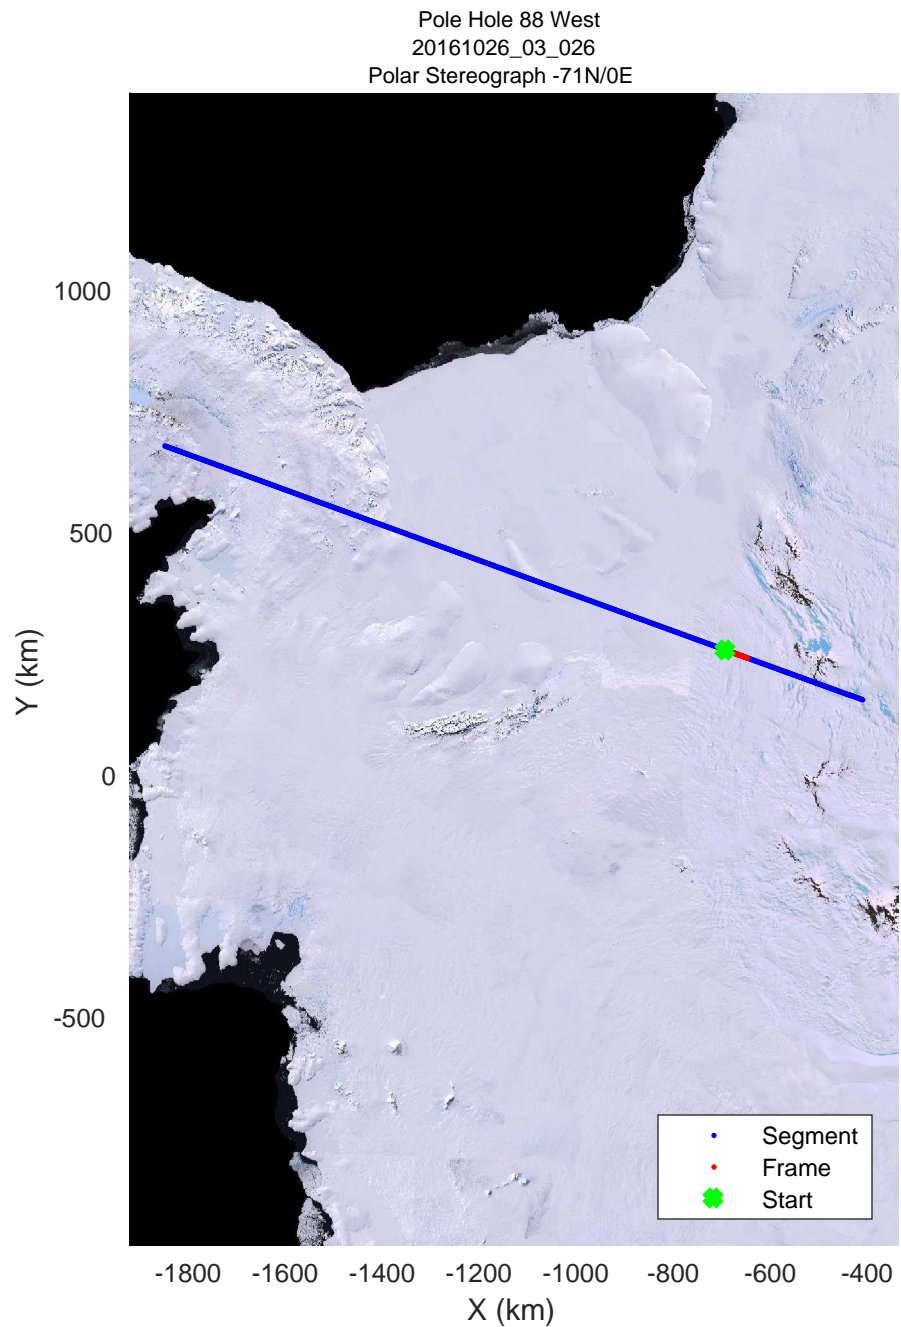 Pole Hole 88 West
20161026_03_026
Polar Stereograph -71N/0E
1000
500
0
-500
Y (km)
Segment
Frame
Start
-1800 -1600 -1400 -1200 -1000 -800 -600 -400
X (km)